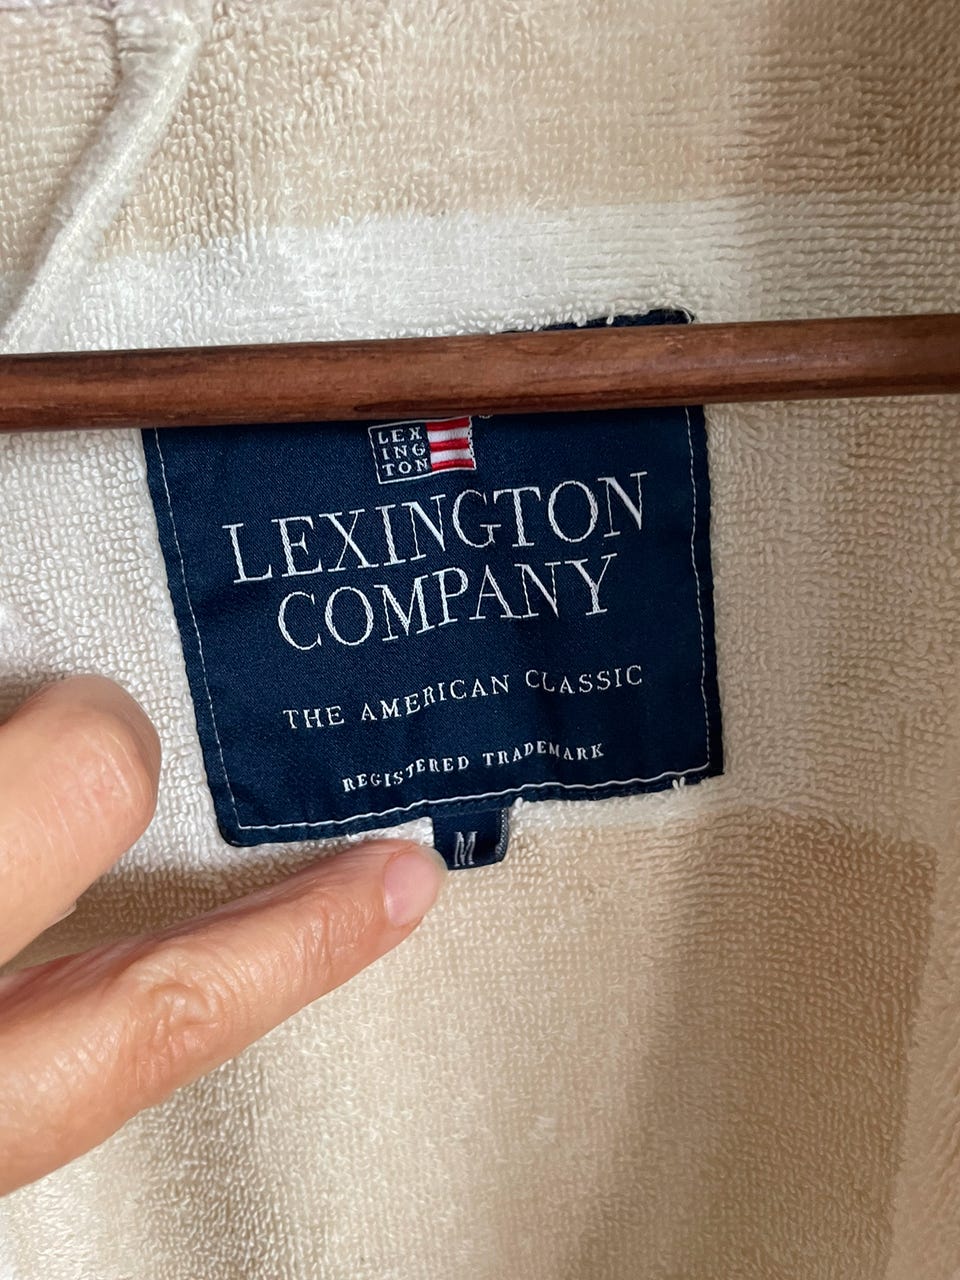 LEX
ING
TON
LEXINGTON
COMPANY
THE AMERICAN CLASSIC
REGISTERED TRADEMARK
M